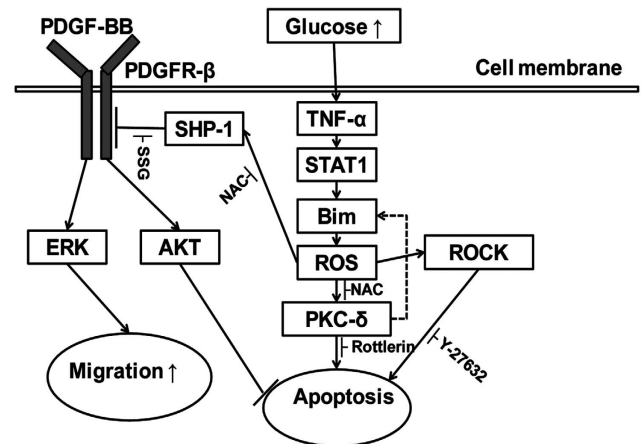 PDGF-BB
Glucose ↑
PDGFR-β
Cell membrane
TNF-α
SHP-1
SSG
STAT1
NAC
Bim
ERK
AKT
ROS
ROCK
NAC
PKC-δ
Rottlerin
Y-27632
Migration ↑
Apoptosis